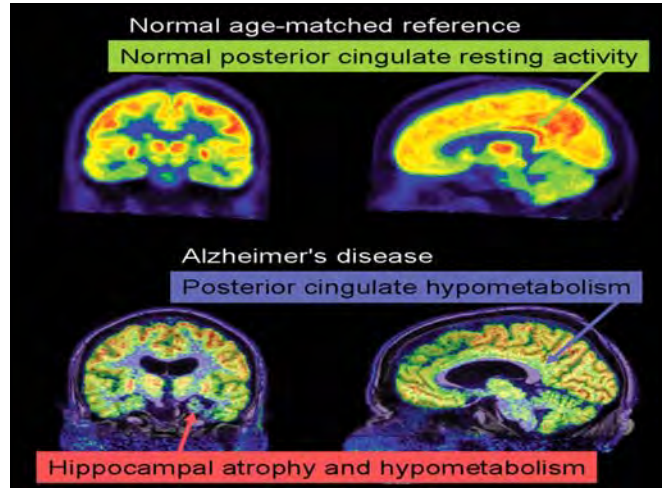 Normal age-matched reference
Normal posterior cingulate resting activity
Alzheimer's disease
Posterior cingulate hypometabolism
Hippocampal atrophy and hypometabolism